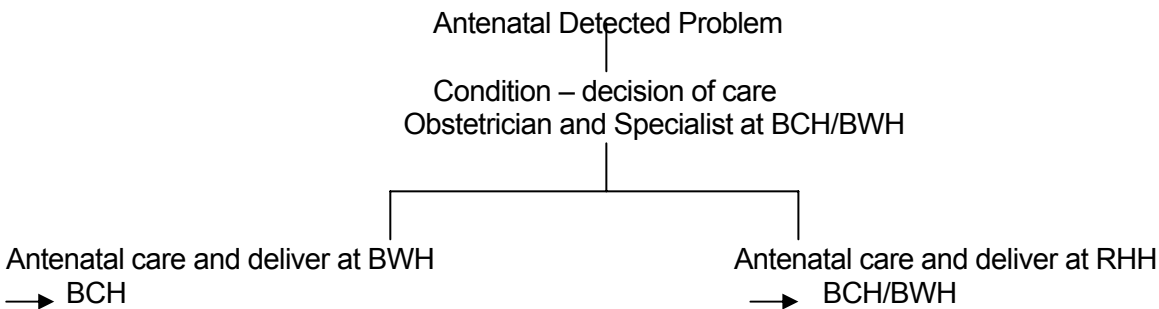 Antenatal Detected Problem
Condition – decision of care
Obstetrician and Specialist at BCH/BWH
Antenatal care and deliver at BWH
BCH
Antenatal care and deliver at RHH
BCH/BWH